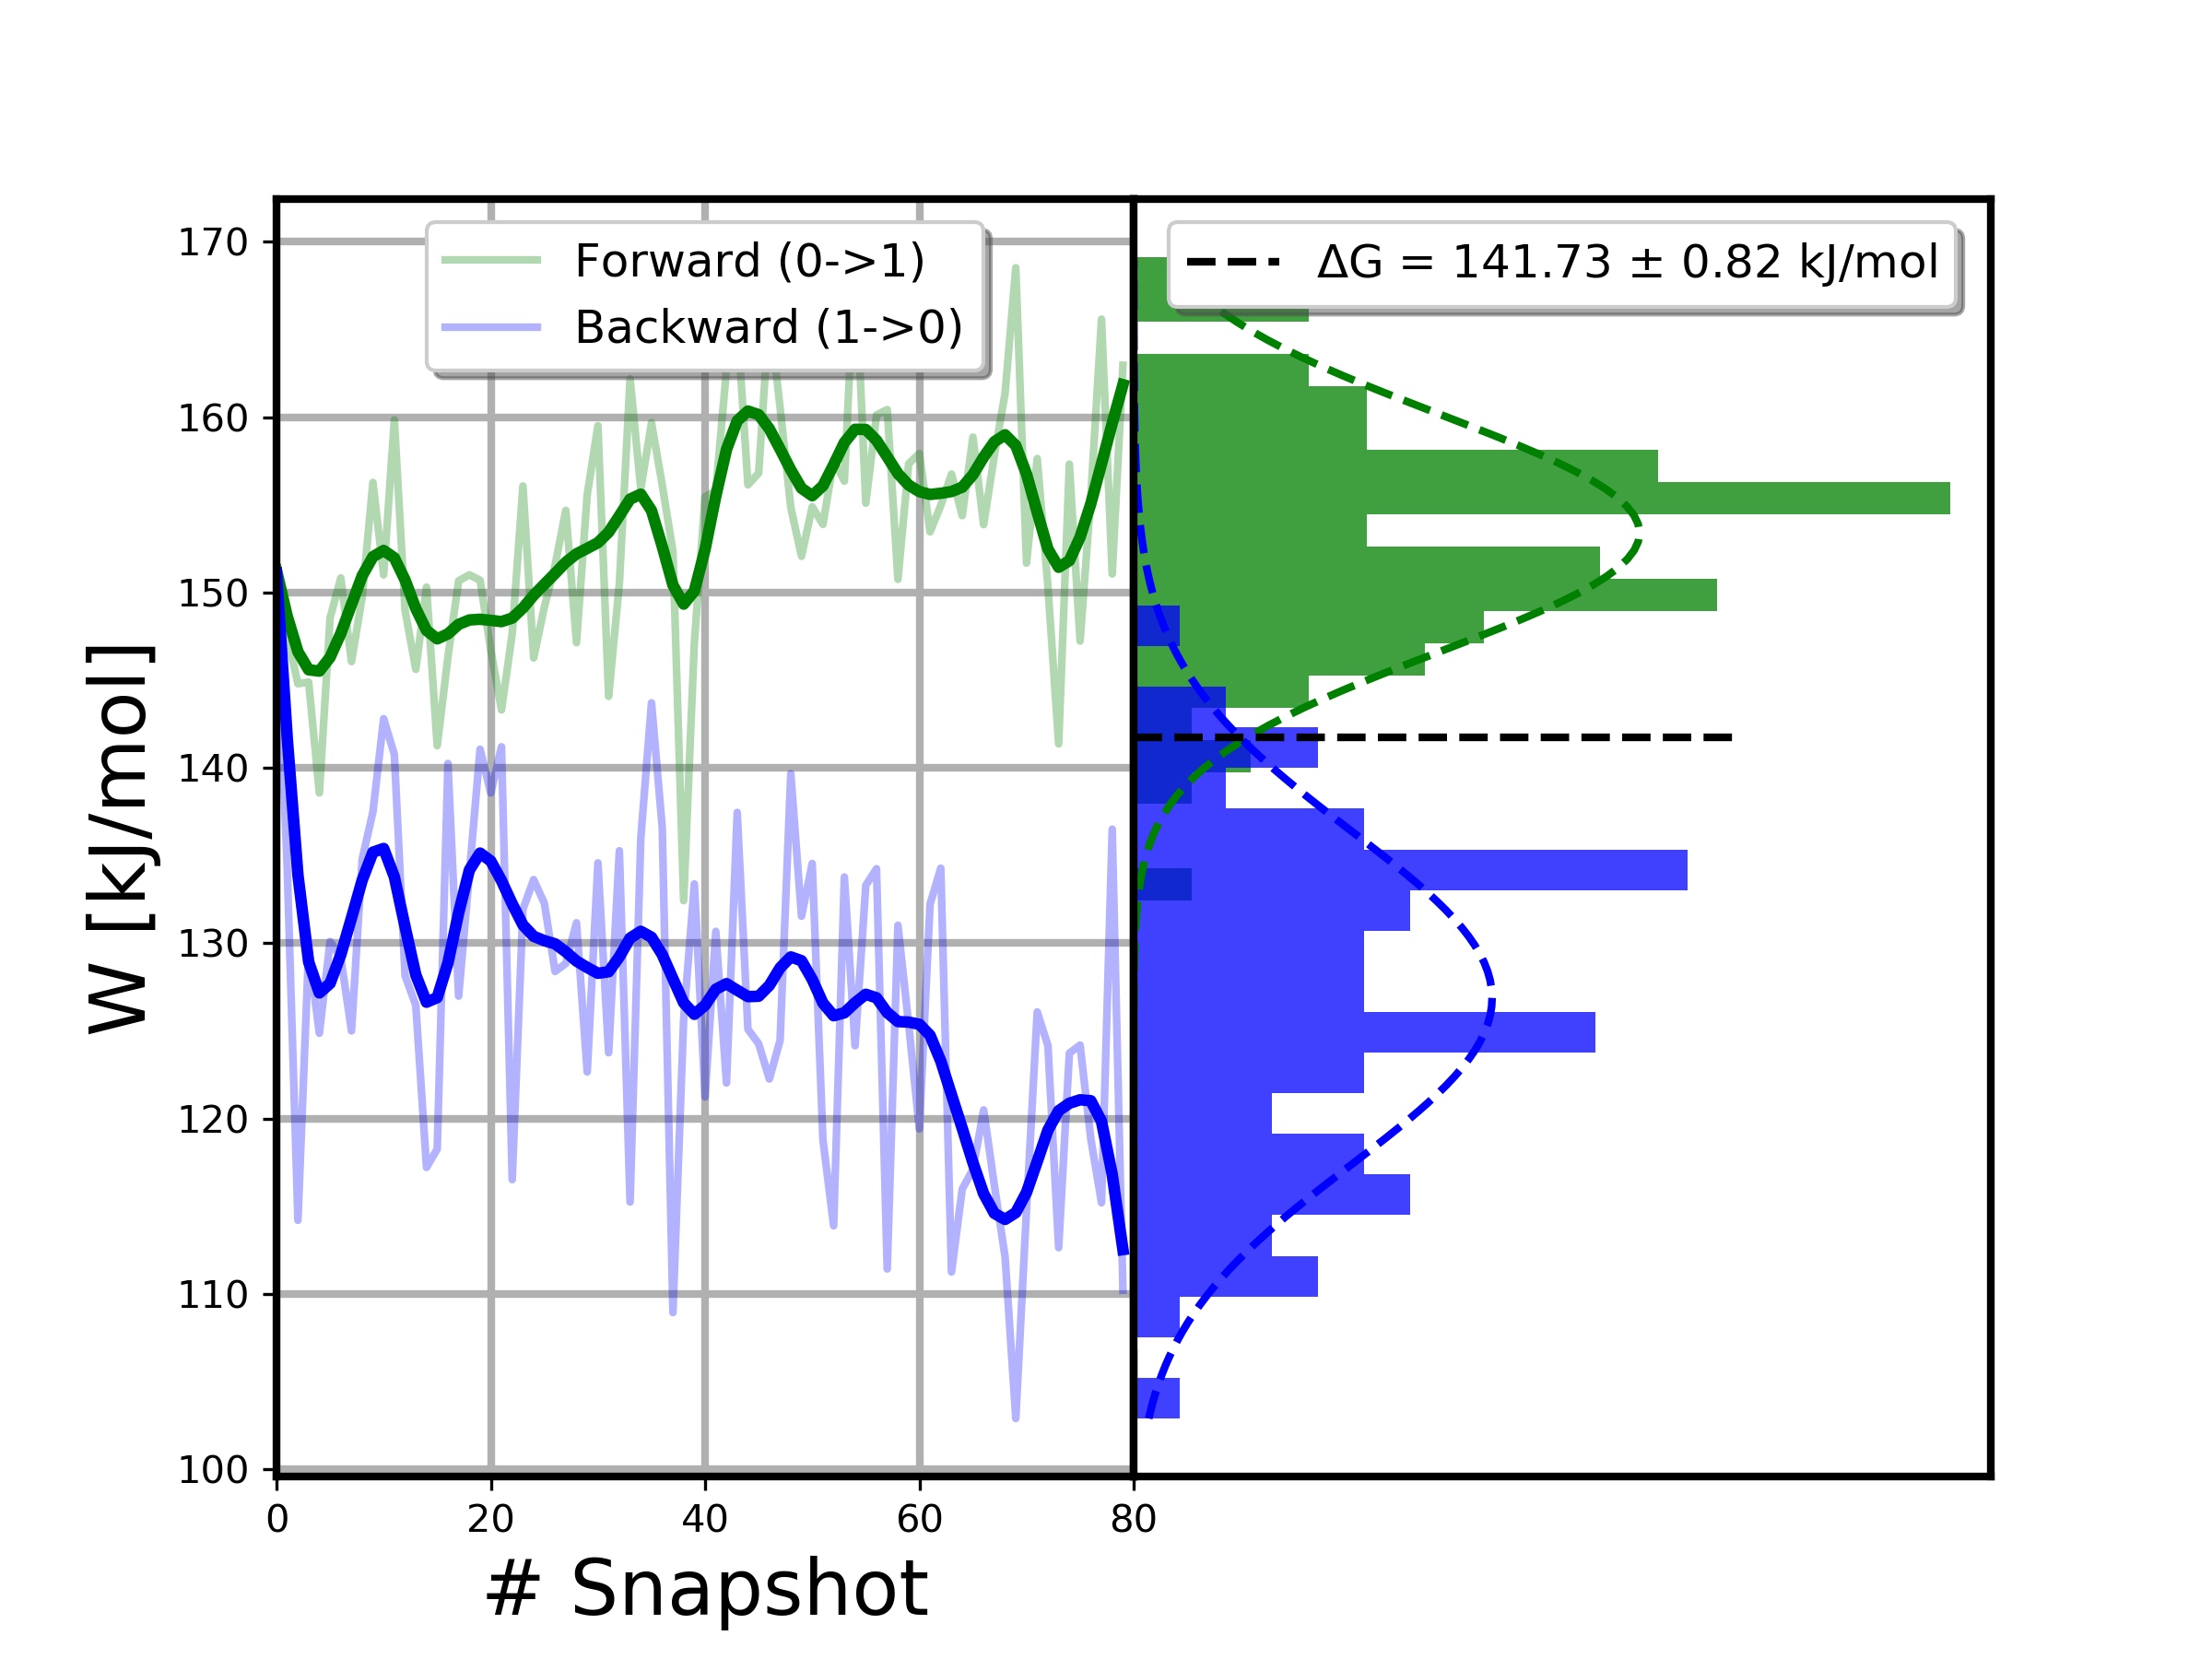 Forward (0->1)
Backward (1->0)
ΔG = 141.73 ± 0.82 kJ/mol
W [kJ/mol]
170
160
150
140
130
120
110
100
0 20 40 60 80
# Snapshot